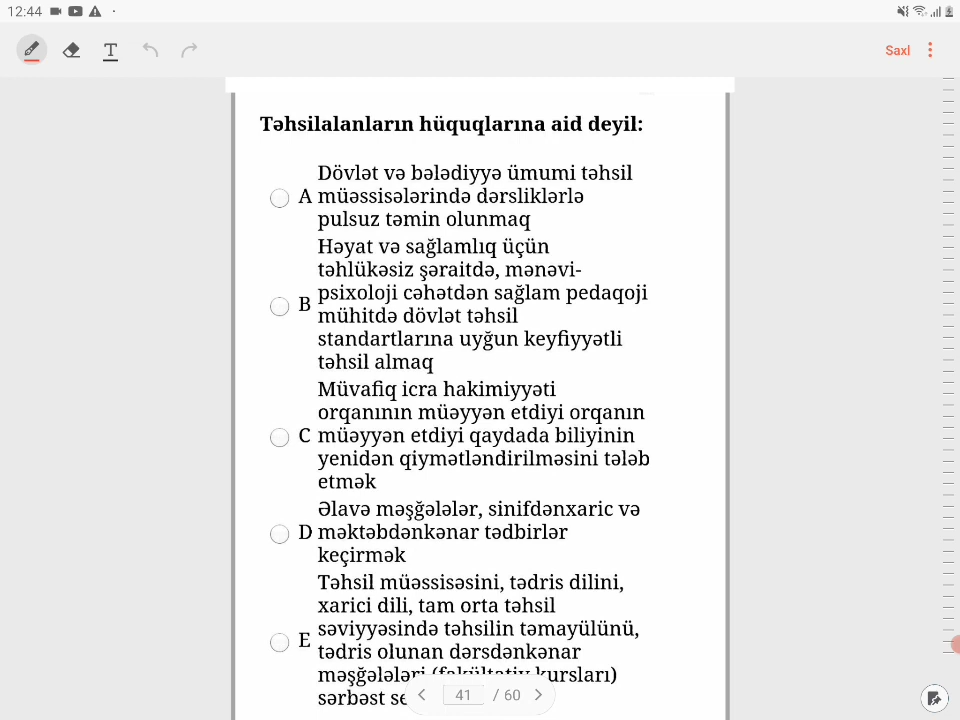 12:44
T
Saxl
Təhsilalanların hüquqlarına aid deyil:
Dövlət və bələdiyyə ümumi təhsil
A müəssisələrində dərsliklərlə
pulsuz təmin olunmaq
Həyat və sağlamlıq üçün
təhlükəsiz şəraitdə, mənəvi-
B psixoloji cəhətdən sağlam pedaqoji
mühitdə dövlət təhsil
standartlarına uyğun keyfiyyətli
təhsil almaq
Müvafiq icra hakimiyyəti
orqanının müəyyən etdiyi orqanın
C müəyyən etdiyi qaydada biliyinin
yenidən qiymətləndirilməsini tələb
etmək
Əlavə məşğələlər, sinifdənxaric və
D məktəbdənkənar tədbirlər
keçirmək
Təhsil müəssisəsini, tədris dilini,
xarici dili, tam orta təhsil
E səviyyəsində təhsilin təmayülünü,
tədris olunan dərsdənkənar
məşğələləri (fakültativ kursları)
sərbəst
41 / 60